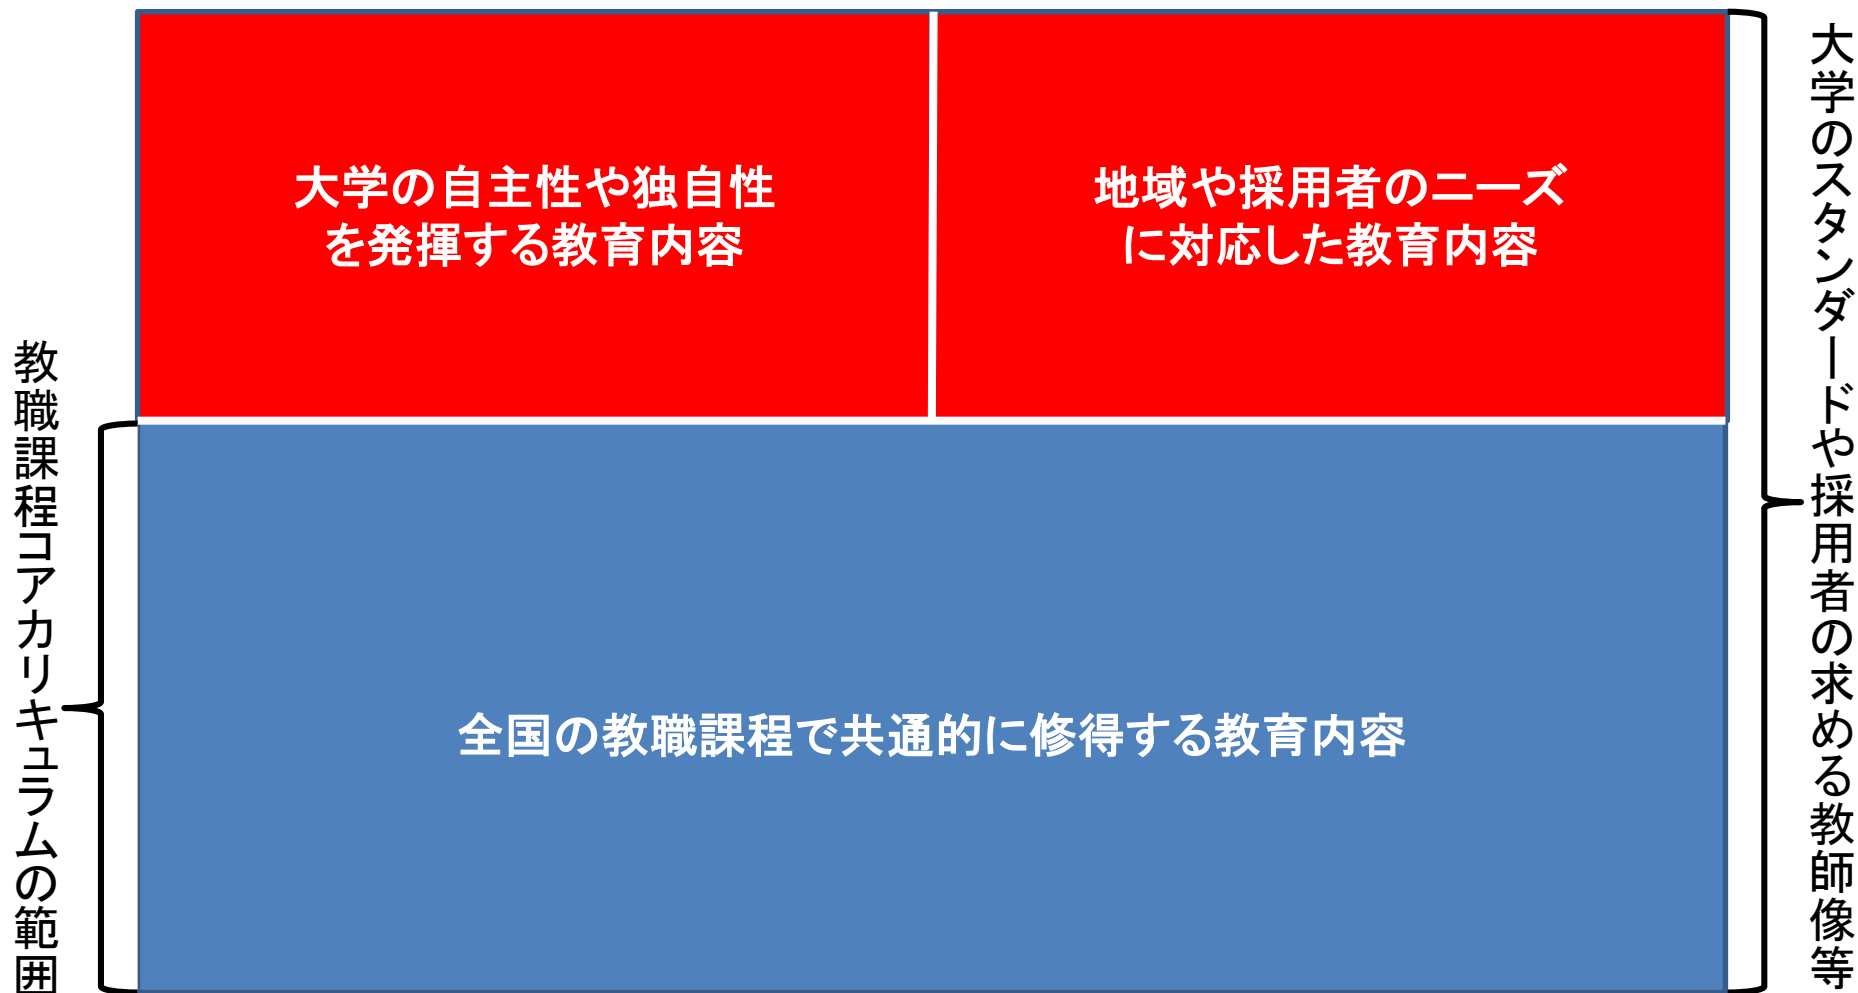 大学の自主性や独自性
を発揮する教育内容
地域や採用者のニーズ
に対応した教育内容
全国の教職課程で共通的に修得する教育内容
教職課程コアカリキュラムの範囲
大学のスタンダードや採用者の求める教師像等